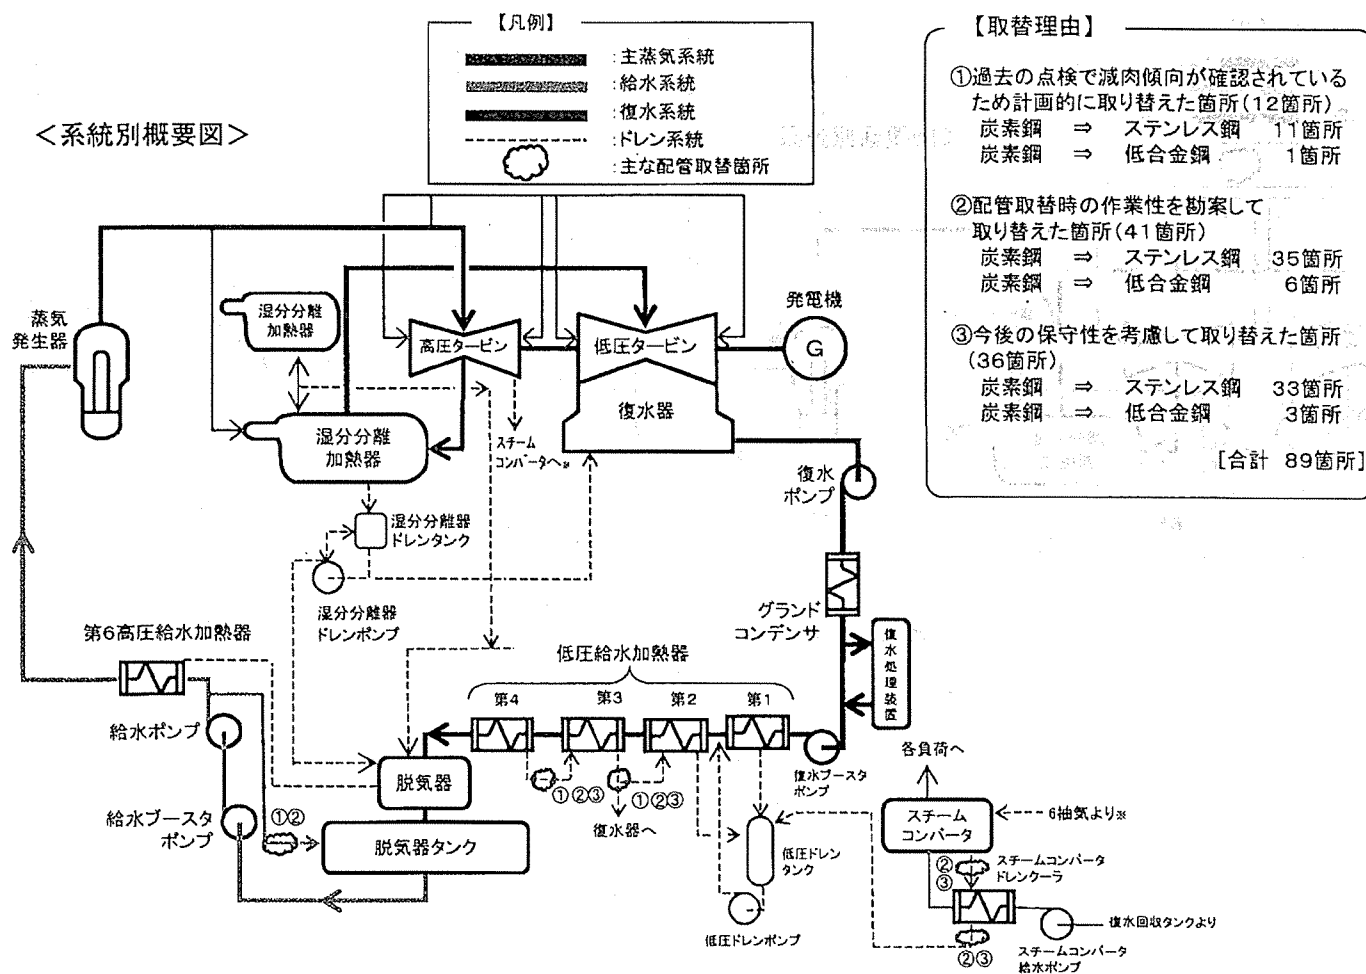 【凡例】
:主蒸気系統
:給水系統
:復水系統
:ドレン系統
:主な配管取替箇所
<系統別概要図>
【取替理由】
①過去の点検で減肉傾向が確認されている
ため計画的に取り替えた箇所(12箇所)
炭素鋼 ⇒ ステンレス鋼 11箇所
炭素鋼 ⇒ 低合金鋼 1箇所
②配管取替時の作業性を勘案して
取り替えた箇所(41箇所)
炭素鋼 ⇒ ステンレス鋼 35箇所
炭素鋼 ⇒ 低合金鋼 6箇所
③今後の保守性を考慮して取り替えた箇所
(36箇所)
炭素鋼 ⇒ ステンレス鋼 33箇所
炭素鋼 ⇒ 低合金鋼 3箇所
[合計 89箇所]
蒸気
発生器
湿分分離
加熱器
高圧タービン
低圧タービン
発電機
G
復水器
湿分分離
加熱器
スチーム
コンバータへ※
復水
ポンプ
湿分分離器
ドレンタンク
湿分分離器
ドレンポンプ
グランド
コンデンサ
復水処理装置
第6高圧給水加熱器
低圧給水加熱器
第4
第3
第2
第1
給水ポンプ
脱気器
①②③
①②③
復水器へ
復水ブースタ
ポンプ
各負荷へ
給水ブースタ
ポンプ
①②
脱気器タンク
低圧ドレン
タンク
低圧ドレンポンプ
スチーム
コンバータ
6抽気より※
②
③
スチームコンバータ
ドレンクーラ
復水回収タンクより
②③
スチームコンバータ
給水ポンプ